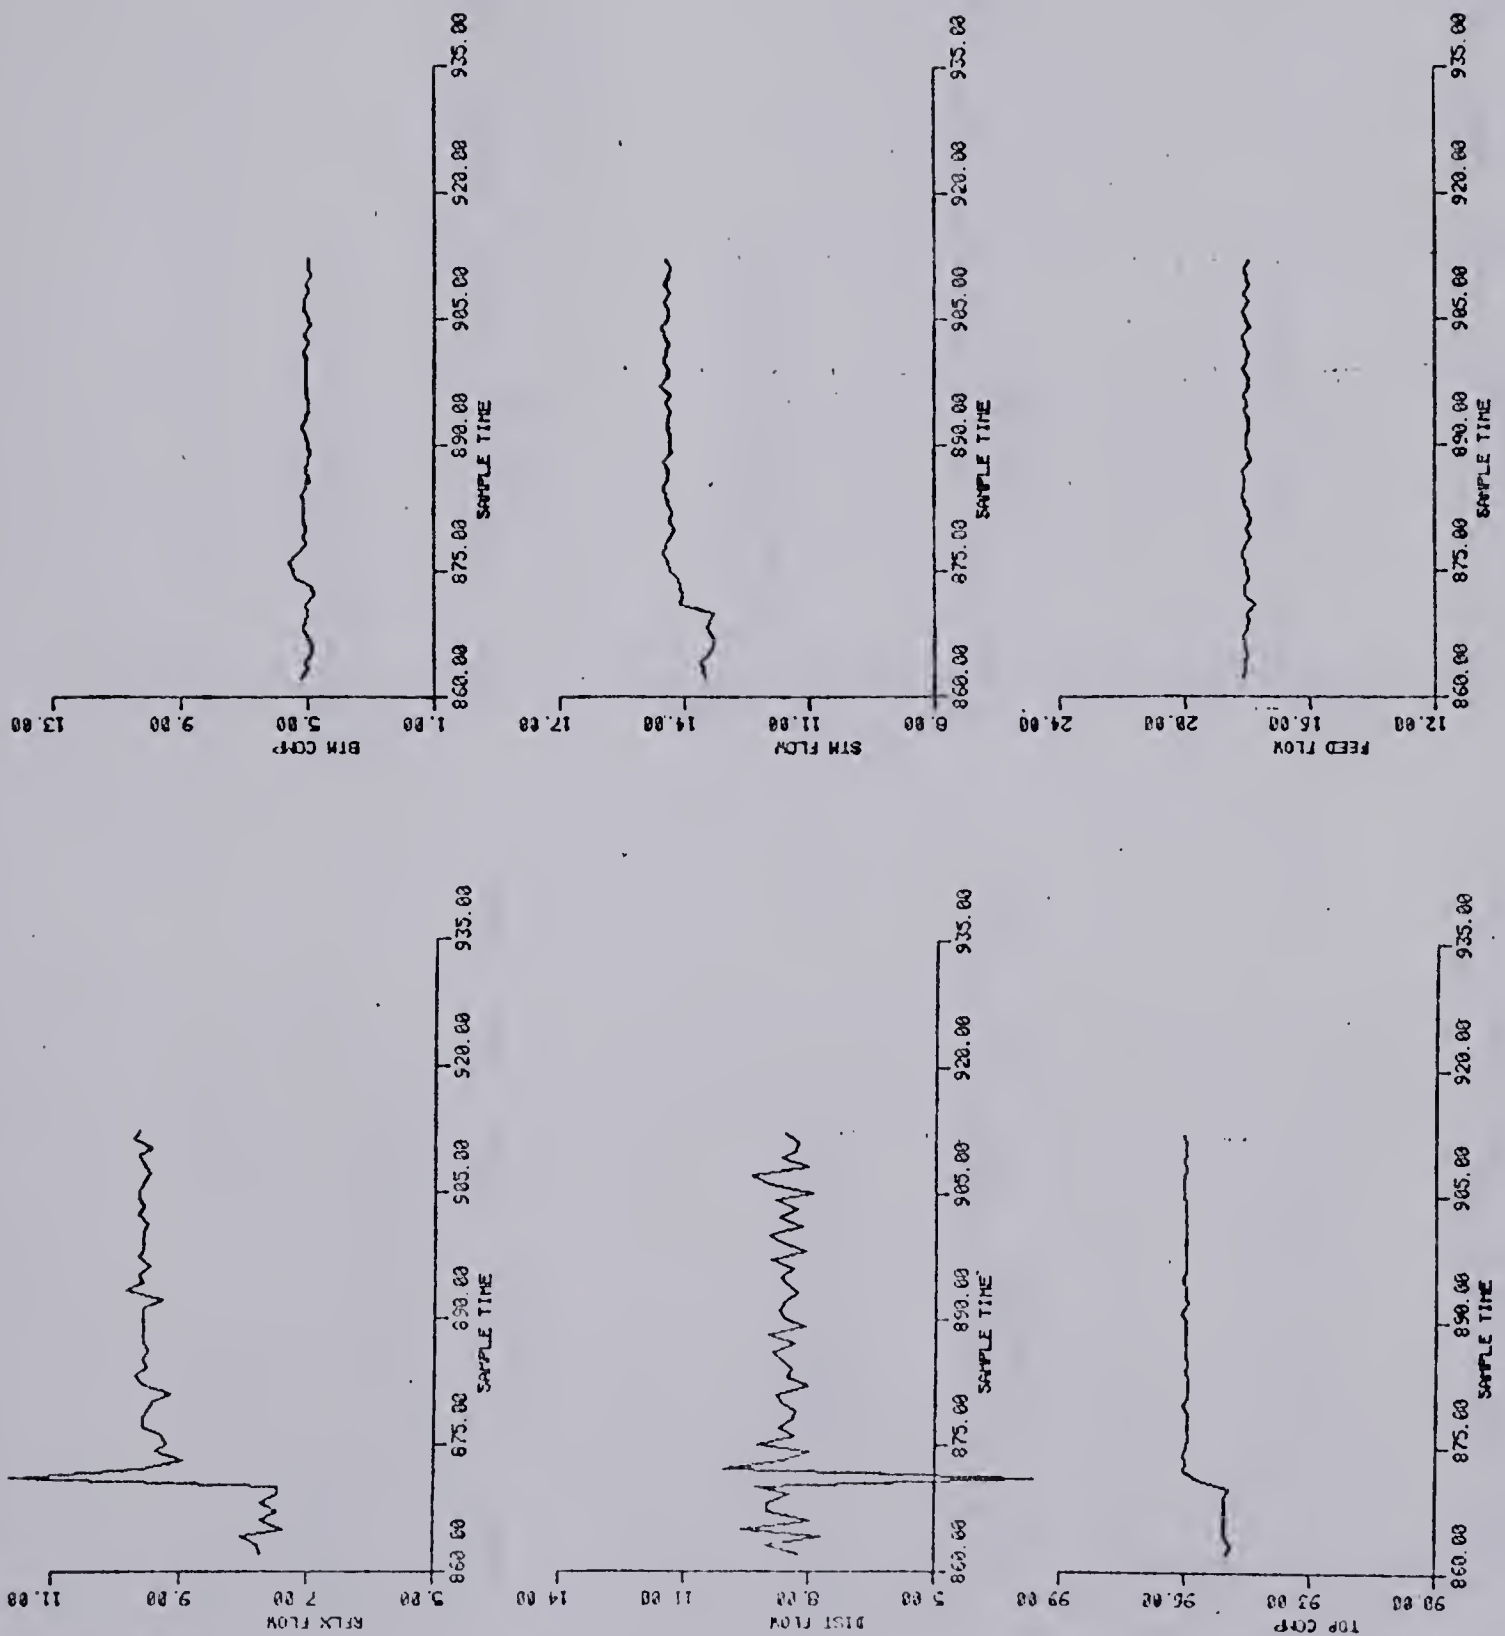 RFLX FLOW
11.00
9.00
7.00
5.00
860.00 875.00 890.00 905.00 920.00 935.00
SAMPLE TIME
BTM COMP
13.00
9.00
5.00
1.00
860.00 875.00 890.00 905.00 920.00 935.00
SAMPLE TIME
DIST FLOW
14
11.00
8.00
5.00
860.00 875.00 890.00 905.00 920.00 935.00
SAMPLE TIME
STM FLOW
17.00
14.00
11.00
8.00
860.00 875.00 890.00 905.00 920.00 935.00
SAMPLE TIME
TOP COMP
99.00
96.00
93.00
90.00
860.00 875.00 890.00 905.00 920.00 935.00
SAMPLE TIME
FEED FLOW
24.00
20.00
16.00
12.00
860.00 875.00 890.00 905.00 920.00 935.00
SAMPLE TIME